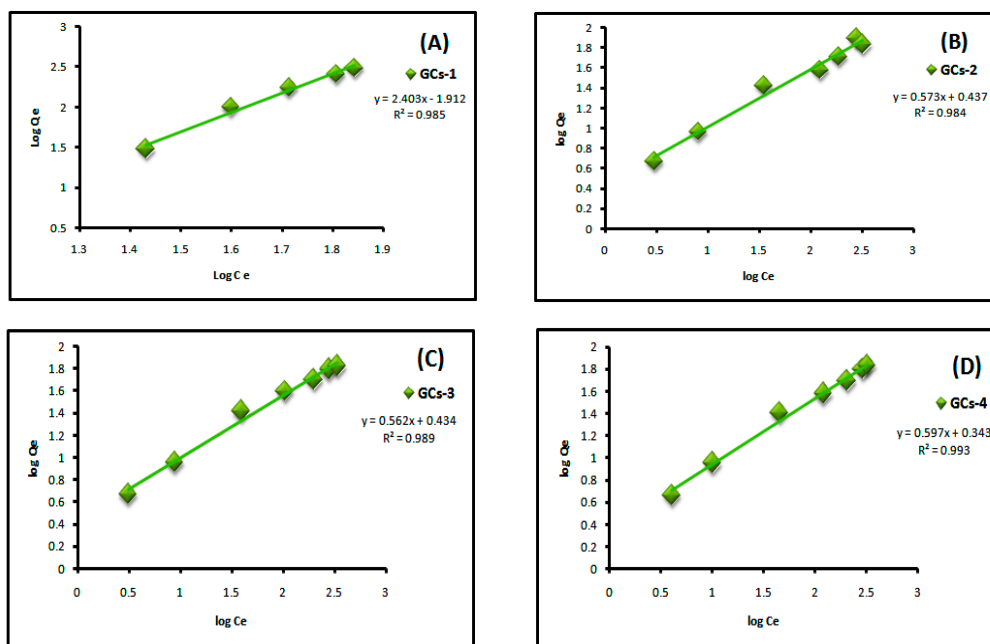 (A)
GCs-1
y = 2.403x - 1.912
R² = 0.985
Log Q e
3
2.5
2
1.5
1
0.5
1.3 1.4 1.5 1.6 1.7 1.8 1.9
Log C e
(B)
GCs-2
y = 0.573x + 0.437
R² = 0.984
log Qe
2
1.8
1.6
1.4
1.2
1
0.8
0.6
0.4
0.2
0
0 0.5 1 1.5 2 2.5 3
log Ce
(C)
GCs-3
y = 0.562x + 0.434
R² = 0.989
log Qe
2
1.8
1.6
1.4
1.2
1
0.8
0.6
0.4
0.2
0
0 0.5 1 1.5 2 2.5 3
log Ce
(D)
GCs-4
y = 0.597x + 0.343
R² = 0.993
log Qe
2
1.8
1.6
1.4
1.2
1
0.8
0.6
0.4
0.2
0
0 0.5 1 1.5 2 2.5 3
log Ce